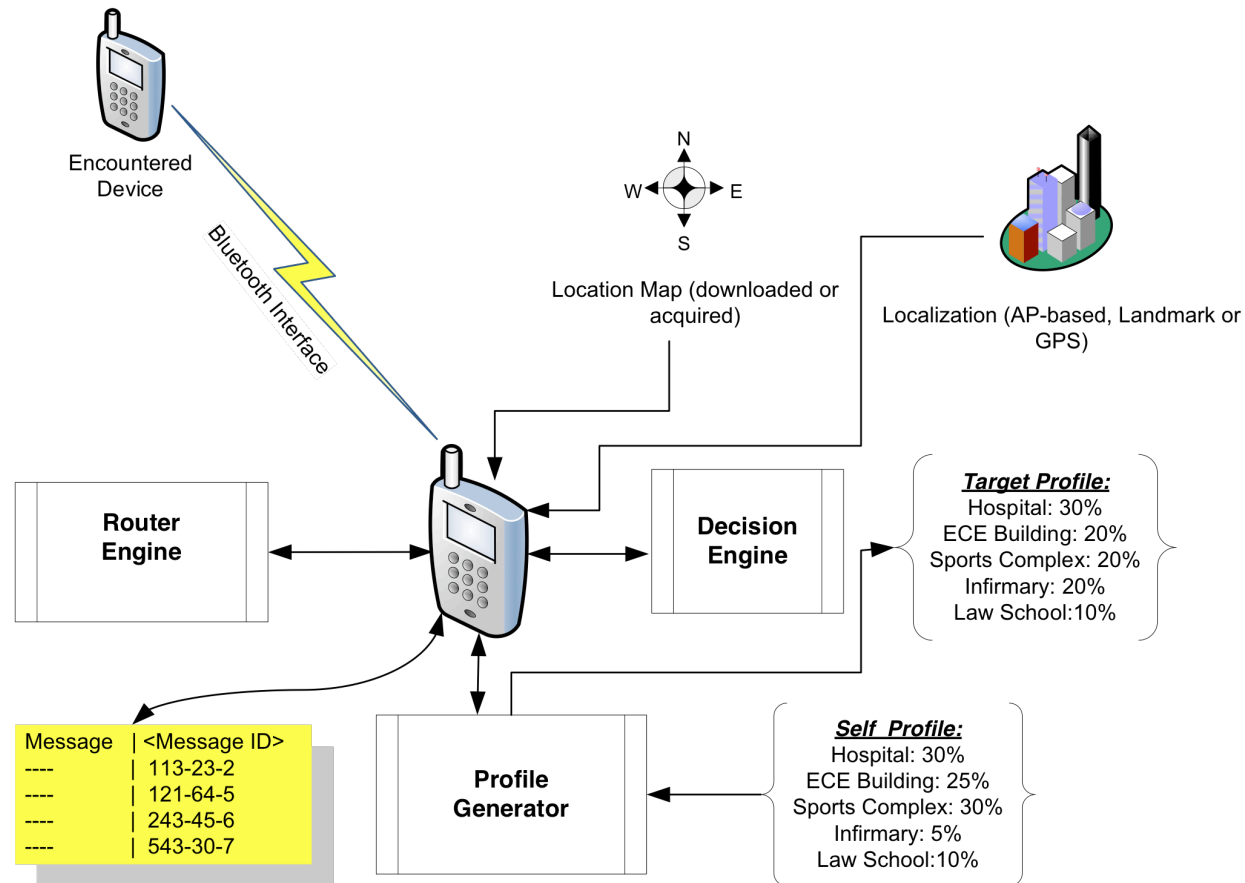 Encountered
Device
Bluetooth Interface
N
W
E
S
Location Map (downloaded or
acquired)
Localization (AP-based, Landmark or
GPS)
Router
Engine
Decision
Engine
Target Profile:
Hospital: 30%
ECE Building: 20%
Sports Complex: 20%
Infirmary: 20%
Law School:10%
Message | <Message ID>
---- | 113-23-2
---- | 121-64-5
---- | 243-45-6
---- | 543-30-7
Profile
Generator
Self Profile:
Hospital: 30%
ECE Building: 25%
Sports Complex: 30%
Infirmary: 5%
Law School:10%